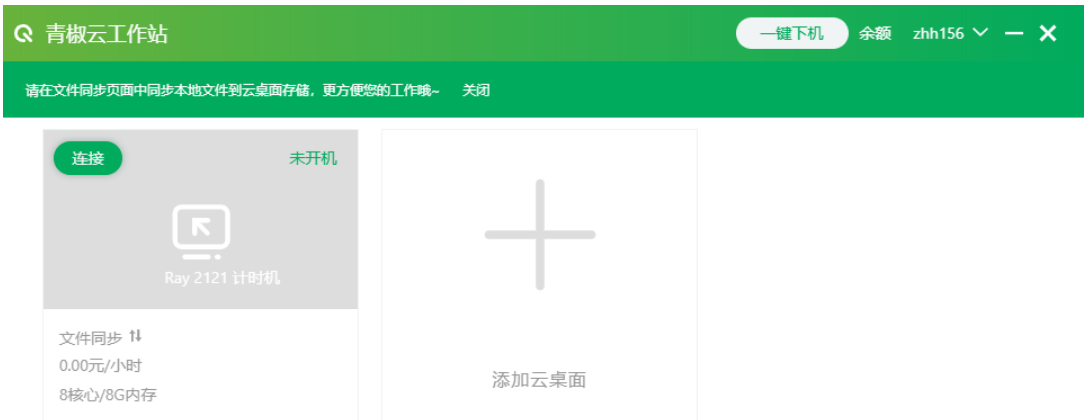 青椒云工作站 一键下机 余额 zhh156
请在文件同步页面中同步本地文件到云桌面存储，更方便您的工作哦~ 关闭
连接 未开机
Ray 2121 计时机
文件同步
0.00元/小时
8核心/8G内存
添加云桌面